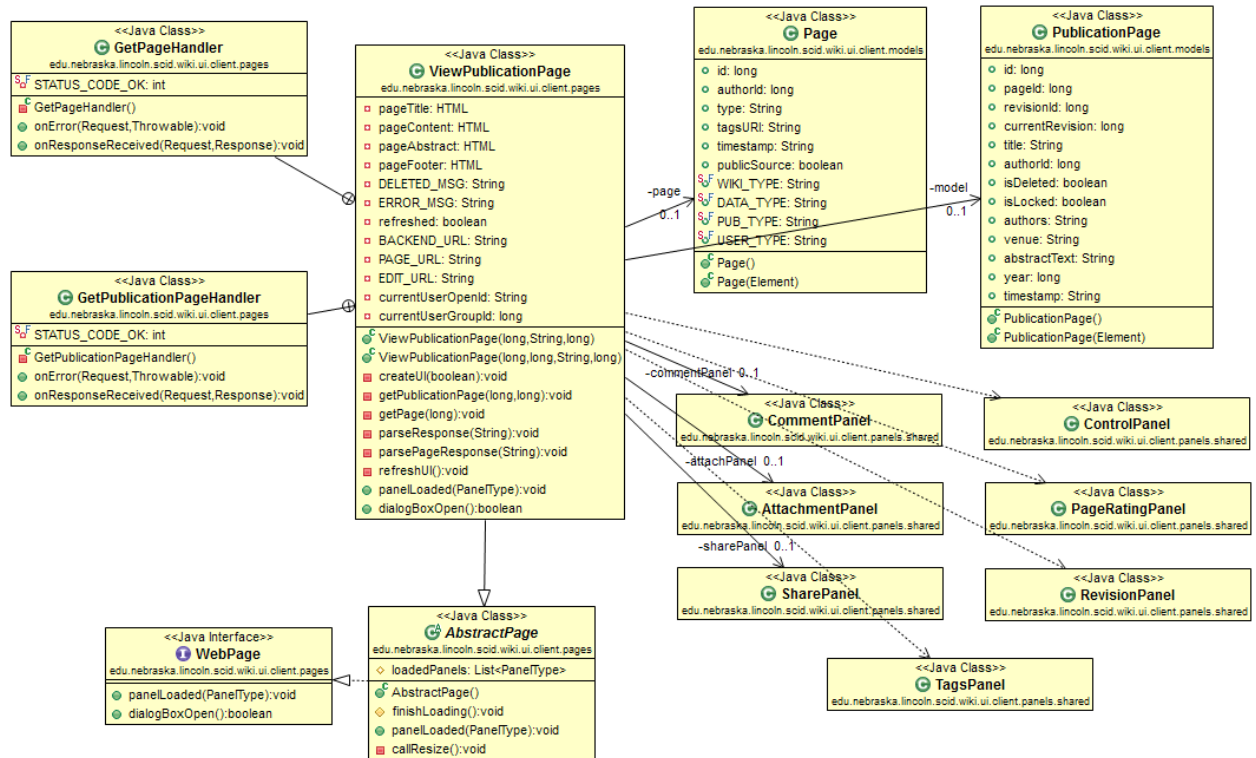 <<Java Class>>
GetPageHandler
edu.nebraska.lincoln.scid.wiki.ui.client.pages
STATUS_CODE_OK: int
GetPageHandler()
onError(Request,Throwable):void
onResponseReceived(Request,Response):void
<<Java Class>>
GetPublicationPageHandler
edu.nebraska.lincoln.scid.wiki.ui.client.pages
STATUS_CODE_OK: int
GetPublicationPageHandler()
onError(Request,Throwable):void
onResponseReceived(Request,Response):void
<<Java Class>>
ViewPublicationPage
edu.nebraska.lincoln.scid.wiki.ui.client.pages
pageTitle: HTML
pageContent: HTML
pageAbstract: HTML
pageFooter: HTML
DELETED_MSG: String
ERROR_MSG: String
refreshed: boolean
BACKEND_URL: String
PAGE_URL: String
EDIT_URL: String
currentUserOpenId: String
currentUserGroupId: long
ViewPublicationPage(long,String,long)
ViewPublicationPage(long,long,String,long)
createUI(boolean):void
getPublicationPage(long,long):void
getPage(long):void
parseResponse(String):void
parsePageResponse(String):void
refreshUI():void
panelLoaded(PanelType):void
dialogBoxOpen():boolean
-page
0..1
<<Java Class>>
Page
edu.nebraska.lincoln.scid.wiki.ui.client.models
id: long
authorId: long
type: String
tagsURI: String
timestamp: String
publicSource: boolean
WIKI_TYPE: String
DATA_TYPE: String
PUB_TYPE: String
USER_TYPE: String
Page()
Page(Element)
-model
0..1
<<Java Class>>
PublicationPage
edu.nebraska.lincoln.scid.wiki.ui.client.models
id: long
pageId: long
revisionId: long
currentRevision: long
title: String
authorId: long
isDeleted: boolean
isLocked: boolean
authors: String
venue: String
abstractText: String
year: long
timestamp: String
PublicationPage()
PublicationPage(Element)
-commentPanel 0..1
<<Java Class>>
CommentPanel
edu.nebraska.lincoln.scid.wiki.ui.client.panels.shared
<<Java Class>>
ControlPanel
edu.nebraska.lincoln.scid.wiki.ui.client.panels.shared
-attachPanel 0..1
<<Java Class>>
AttachmentPanel
edu.nebraska.lincoln.scid.wiki.ui.client.panels.shared
<<Java Class>>
PageRatingPanel
edu.nebraska.lincoln.scid.wiki.ui.client.panels.shared
-sharePanel 0..1
<<Java Class>>
SharePanel
edu.nebraska.lincoln.scid.wiki.ui.client.panels.shared
<<Java Class>>
RevisionPanel
edu.nebraska.lincoln.scid.wiki.ui.client.panels.shared
<<Java Class>>
TagsPanel
edu.nebraska.lincoln.scid.wiki.ui.client.panels.shared
<<Java Interface>>
WebPage
edu.nebraska.lincoln.scid.wiki.ui.client.pages
panelLoaded(PanelType):void
dialogBoxOpen():boolean
<<Java Class>>
AbstractPage
edu.nebraska.lincoln.scid.wiki.ui.client.pages
loadedPanels: List<PanelType>
AbstractPage()
finishLoading():void
panelLoaded(PanelType):void
callResize():void